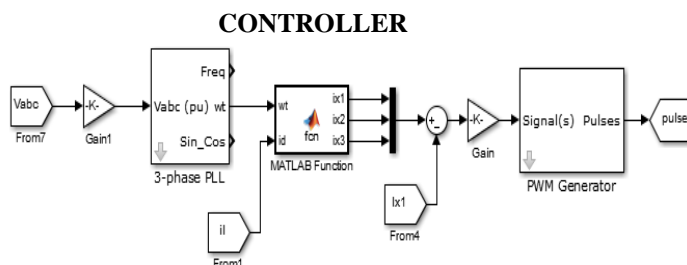 CONTROLLER
Vabc
From7
-K-
Gain1
Freq
Vabc (pu) wt
Sin_Cos
3-phase PLL
il
From1
wt
id
fcn
ix1
ix2
ix3
MATLAB Function
+
-
Ix1
From4
-K-
Gain
Signal(s) Pulses
PWM Generator
pulse